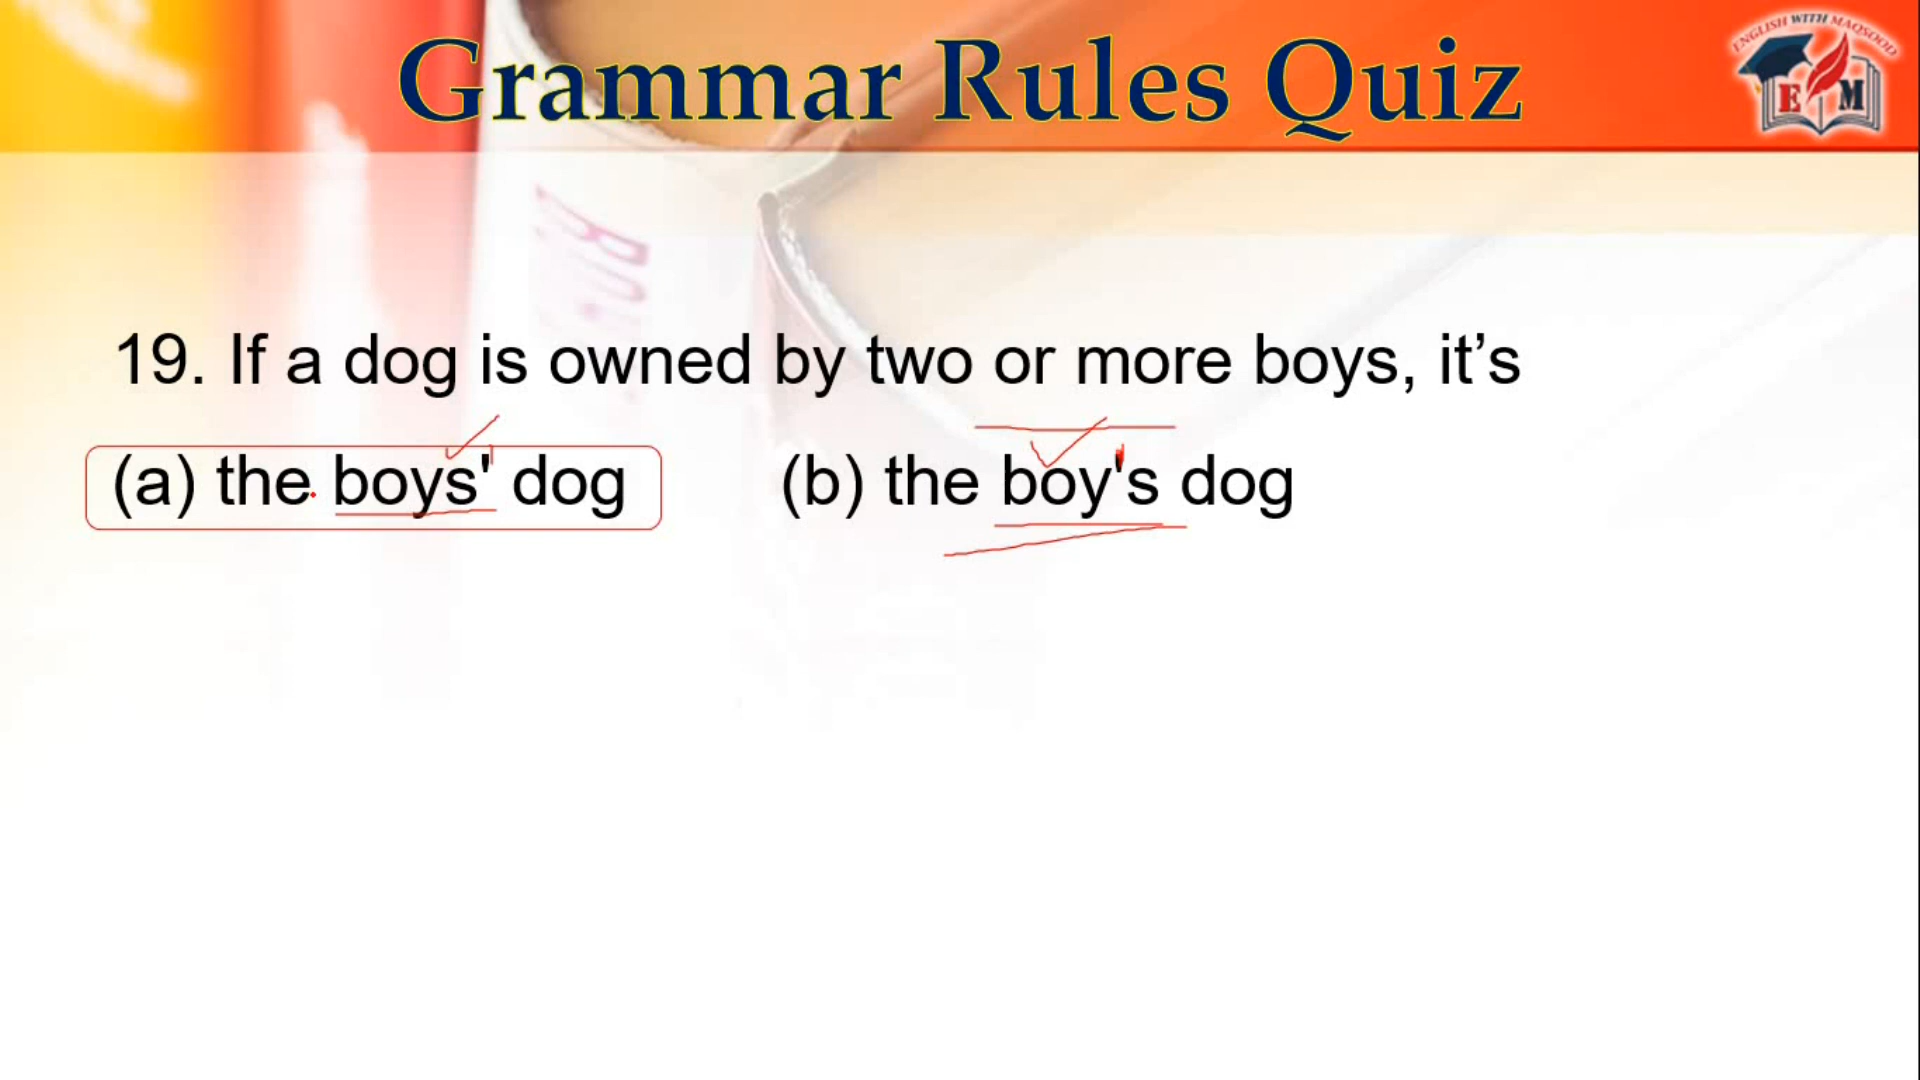 Grammar Rules Quiz
ENGLISH WITH MAQSOOD
E M
19. If a dog is owned by two or more boys, it’s
(a) the boys' dog (b) the boy's dog